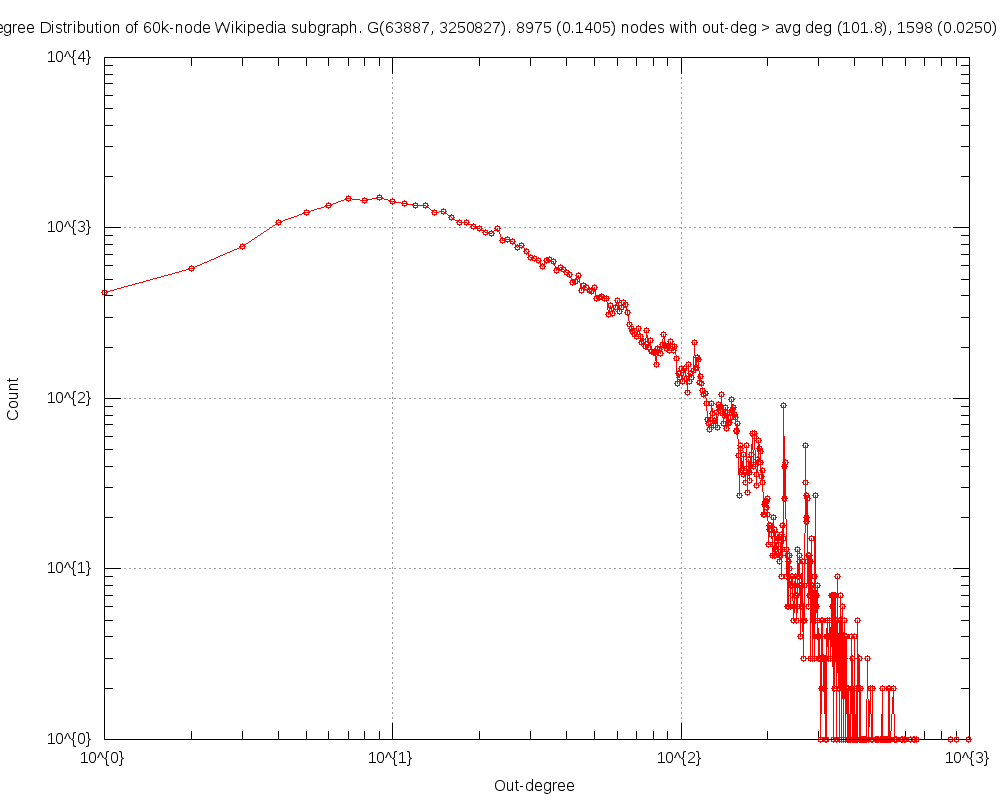 egree Distribution of 60k-node Wikipedia subgraph. G(63887, 3250827). 8975 (0.1405) nodes with out-deg > avg deg (101.8), 1598 (0.0250)
10^{4}
10^{3}
10^{2}
10^{1}
10^{0}
Count
10^{0} 10^{1} 10^{2} 10^{3}
Out-degree